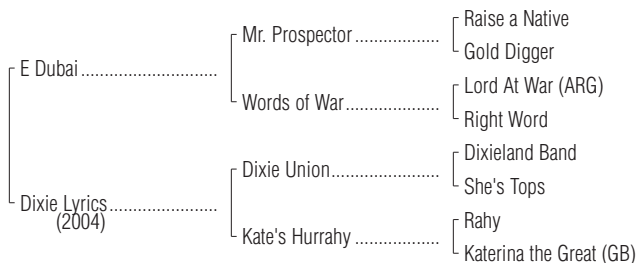 Raise a Native
Mr. Prospector ....................
Gold Digger
E Dubai ................................
Lord At War (ARG)
Words of War ......................
Right Word
Dixieland Band
Dixie Union .........................
She's Tops
Dixie Lyrics .........................
(2004)
Rahy
Kate's Hurrahy ....................
Katerina the Great (GB)